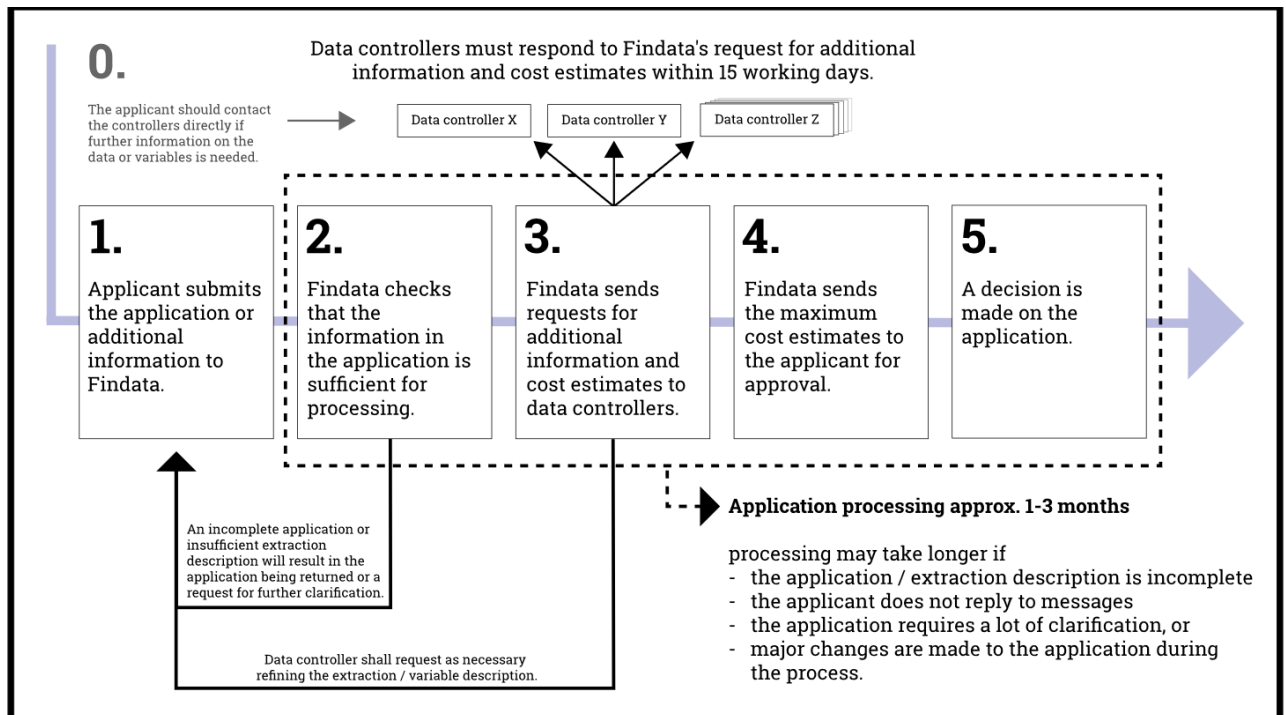 0.
The applicant should contact
the controllers directly if
further information on the
data or variables is needed.
Data controllers must respond to Findata's request for additional
information and cost estimates within 15 working days.
Data controller X
Data controller Y
Data controller Z
1.
Applicant submits
the application or
additional
information to
Findata.
2.
Findata checks
that the
information in
the application is
sufficient for
processing.
3.
Findata sends
requests for
additional
information and
cost estimates to
data controllers.
4.
Findata sends
the maximum
cost estimates to
the applicant for
approval.
5.
A decision is
made on the
application.
An incomplete application or
insufficient extraction
description will result in the
application being returned or a
request for further clarification.
Data controller shall request as necessary
refining the extraction / variable description.
Application processing approx. 1-3 months
processing may take longer if
- the application / extraction description is incomplete
- the applicant does not reply to messages
- the application requires a lot of clarification, or
- major changes are made to the application during
the process.